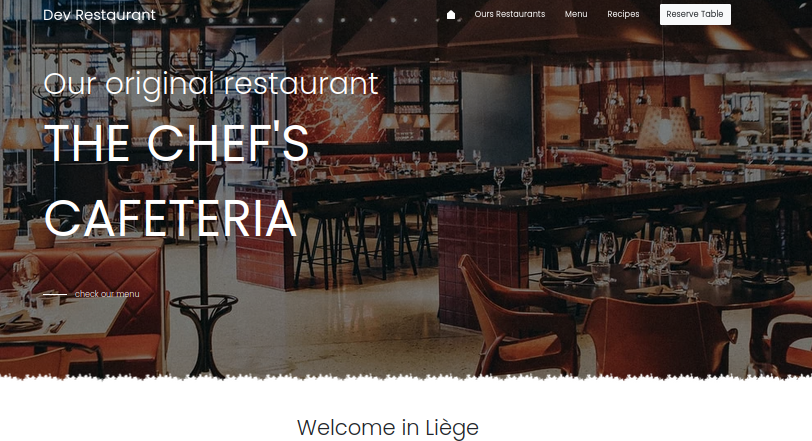 Dev Restaurant
Ours Restaurants
Menu
Recipes
Reserve Table
Our original restaurant
THE CHEF'S
CAFETERIA
check our menu
Welcome in Liège